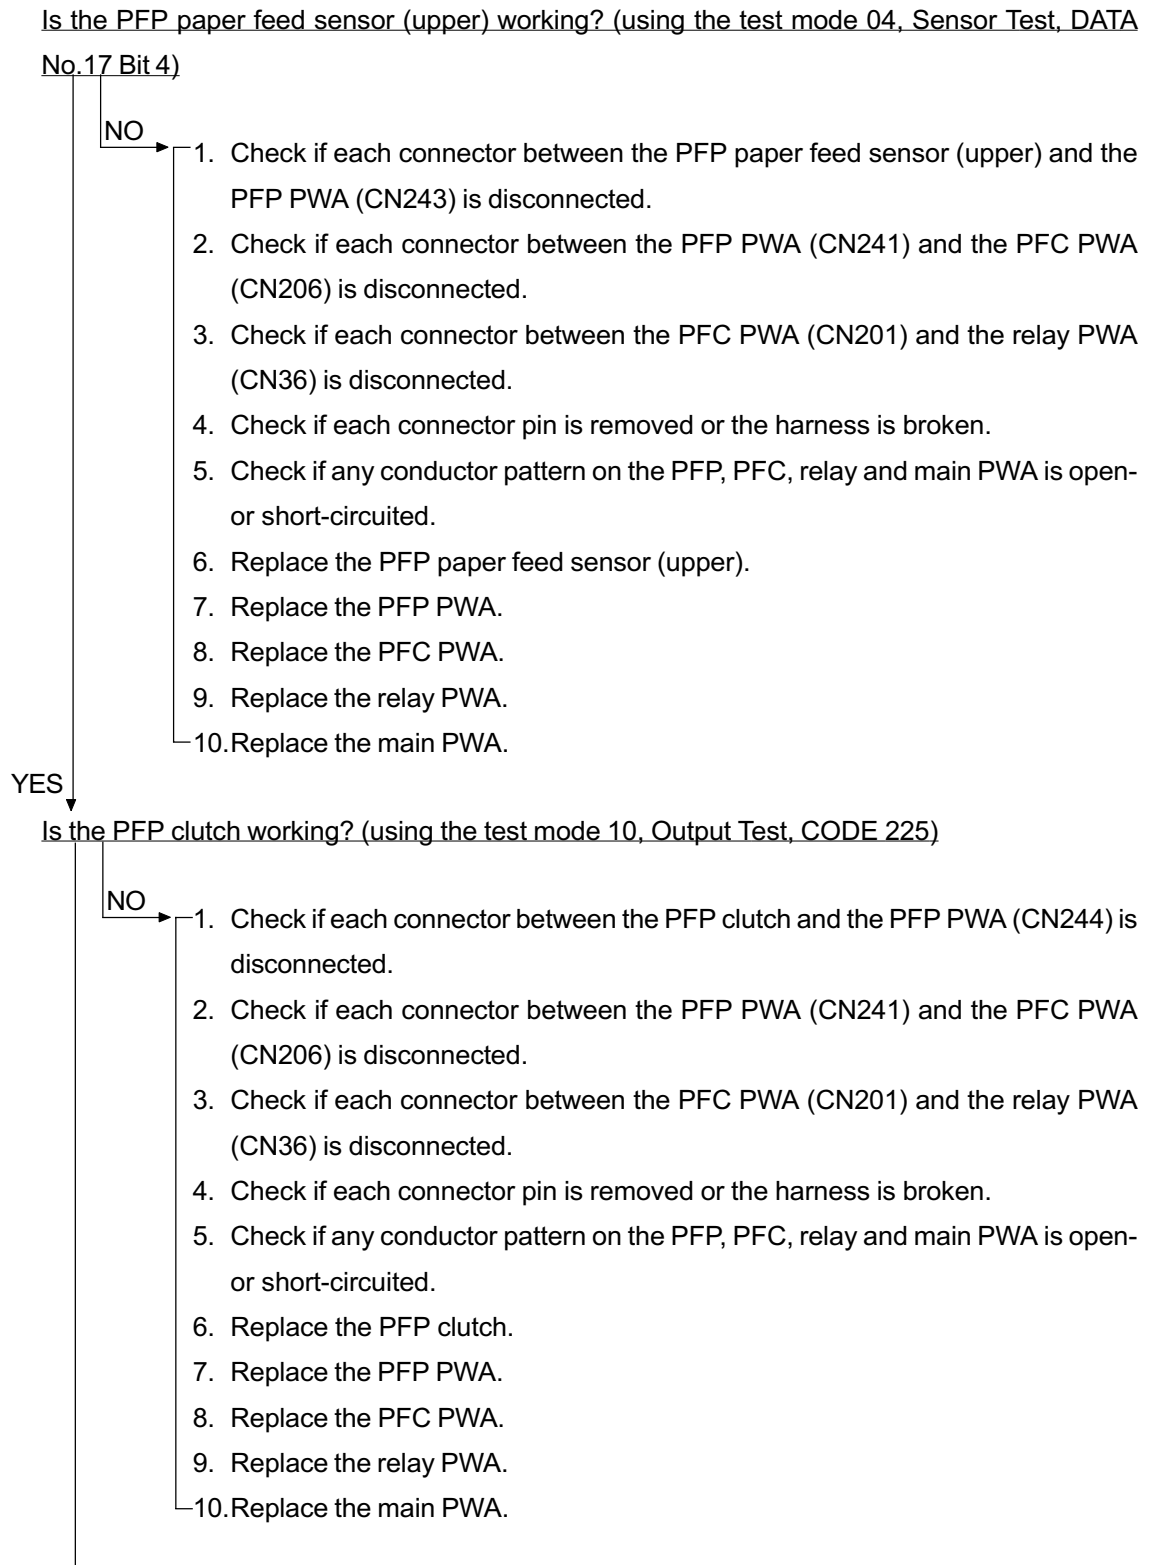 Is the PFP paper feed sensor (upper) working? (using the test mode 04, Sensor Test, DATA
No.17 Bit 4)
NO
1. Check if each connector between the PFP paper feed sensor (upper) and the
PFP PWA (CN243) is disconnected.
2. Check if each connector between the PFP PWA (CN241) and the PFC PWA
(CN206) is disconnected.
3. Check if each connector between the PFC PWA (CN201) and the relay PWA
(CN36) is disconnected.
4. Check if each connector pin is removed or the harness is broken.
5. Check if any conductor pattern on the PFP, PFC, relay and main PWA is open-
or short-circuited.
6. Replace the PFP paper feed sensor (upper).
7. Replace the PFP PWA.
8. Replace the PFC PWA.
9. Replace the relay PWA.
10.Replace the main PWA.
YES
Is the PFP clutch working? (using the test mode 10, Output Test, CODE 225)
NO
1. Check if each connector between the PFP clutch and the PFP PWA (CN244) is
disconnected.
2. Check if each connector between the PFP PWA (CN241) and the PFC PWA
(CN206) is disconnected.
3. Check if each connector between the PFC PWA (CN201) and the relay PWA
(CN36) is disconnected.
4. Check if each connector pin is removed or the harness is broken.
5. Check if any conductor pattern on the PFP, PFC, relay and main PWA is open-
or short-circuited.
6. Replace the PFP clutch.
7. Replace the PFP PWA.
8. Replace the PFC PWA.
9. Replace the relay PWA.
10.Replace the main PWA.